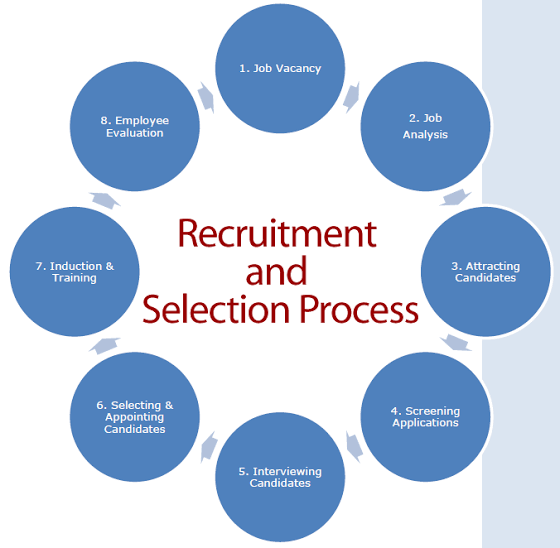 1. Job Vacancy
2. Job
Analysis
3. Attracting
Candidates
4. Screening
Applications
5. Interviewing
Candidates
6. Selecting &
Appointing
Candidates
7. Induction &
Training
8. Employee
Evaluation
Recruitment
and
Selection Process